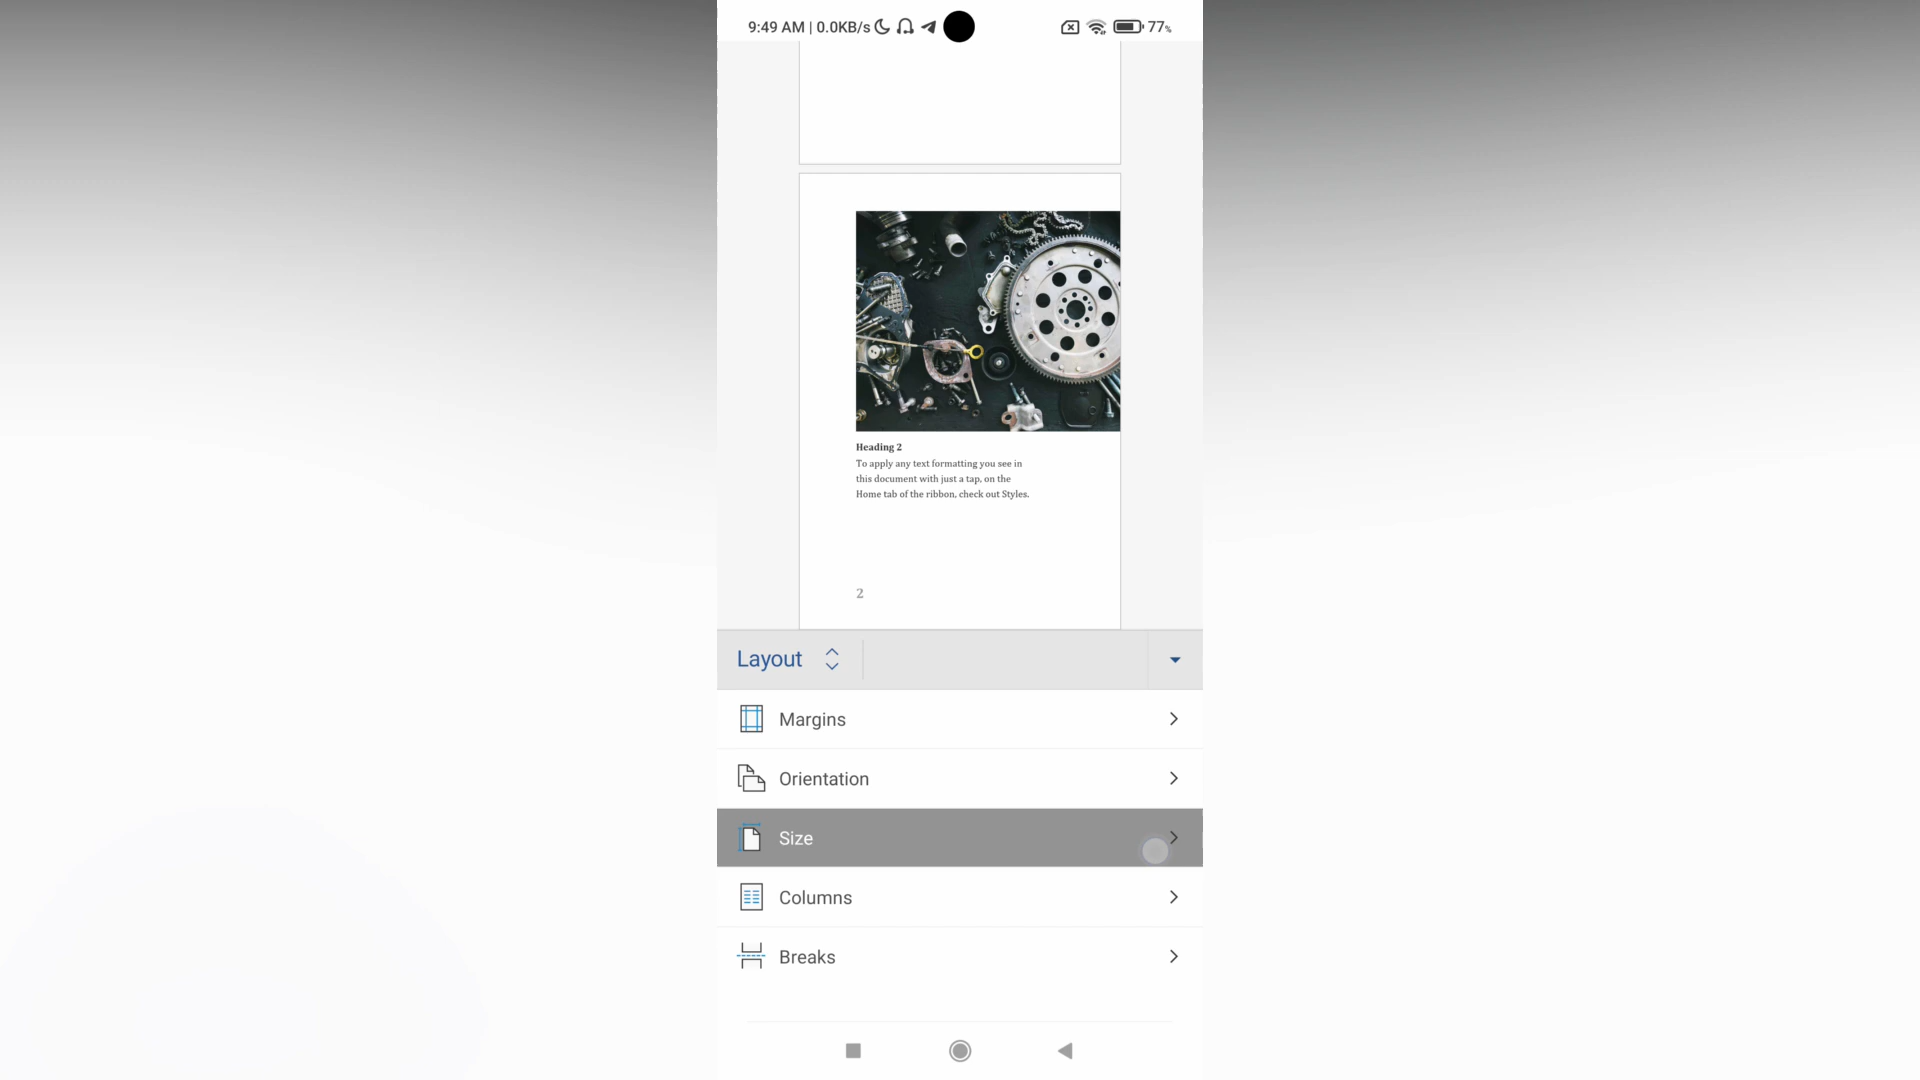 9:49 AM | 0.0KB/s 77%
Heading 2
To apply any text formatting you see in
this document with just a tap, on the
Home tab of the ribbon, check out Styles.
2
Layout
Margins
Orientation
Size
Columns
Breaks